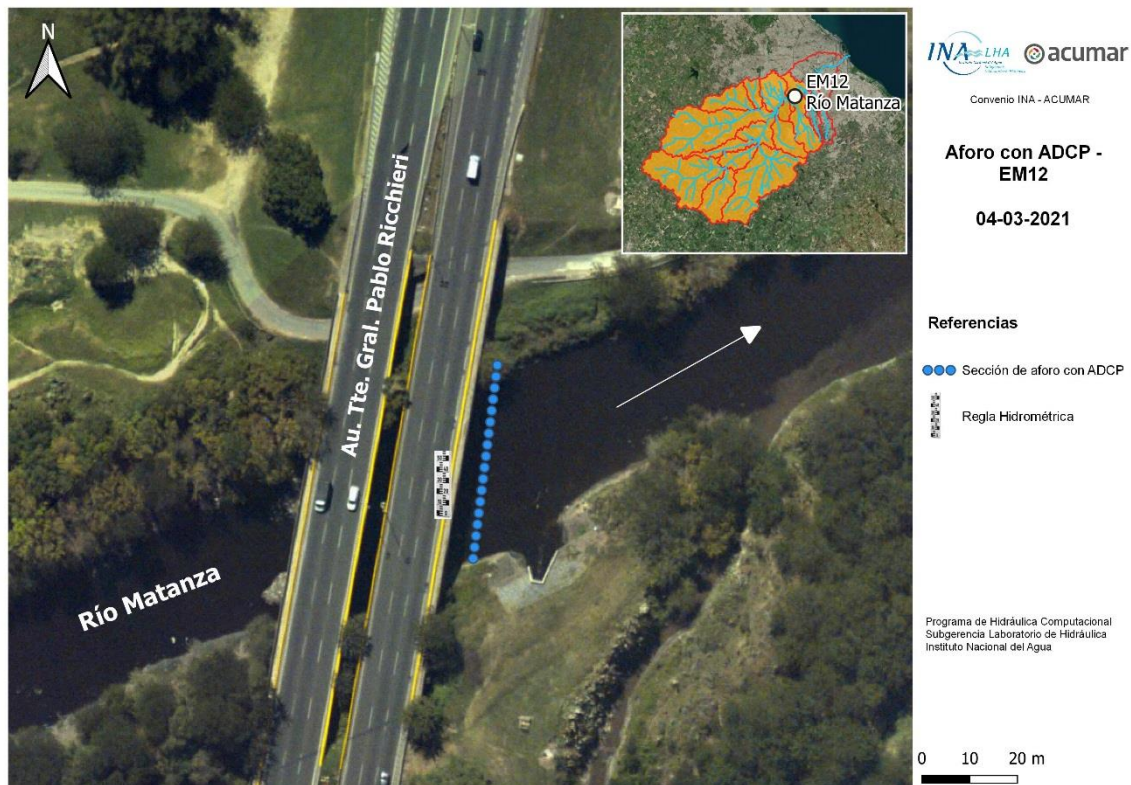 N
EM12
Río Matanza
Au. Tte. Gral. Pablo Ricchieri
Río Matanza
INA LHA
acumar
Convenio INA - ACUMAR
Aforo con ADCP -
EM12
04-03-2021
Referencias
Sección de aforo con ADCP
Regla Hidrométrica
Programa de Hidráulica Computacional
Subgerencia Laboratorio de Hidráulica
Instituto Nacional del Agua
0 10 20 m